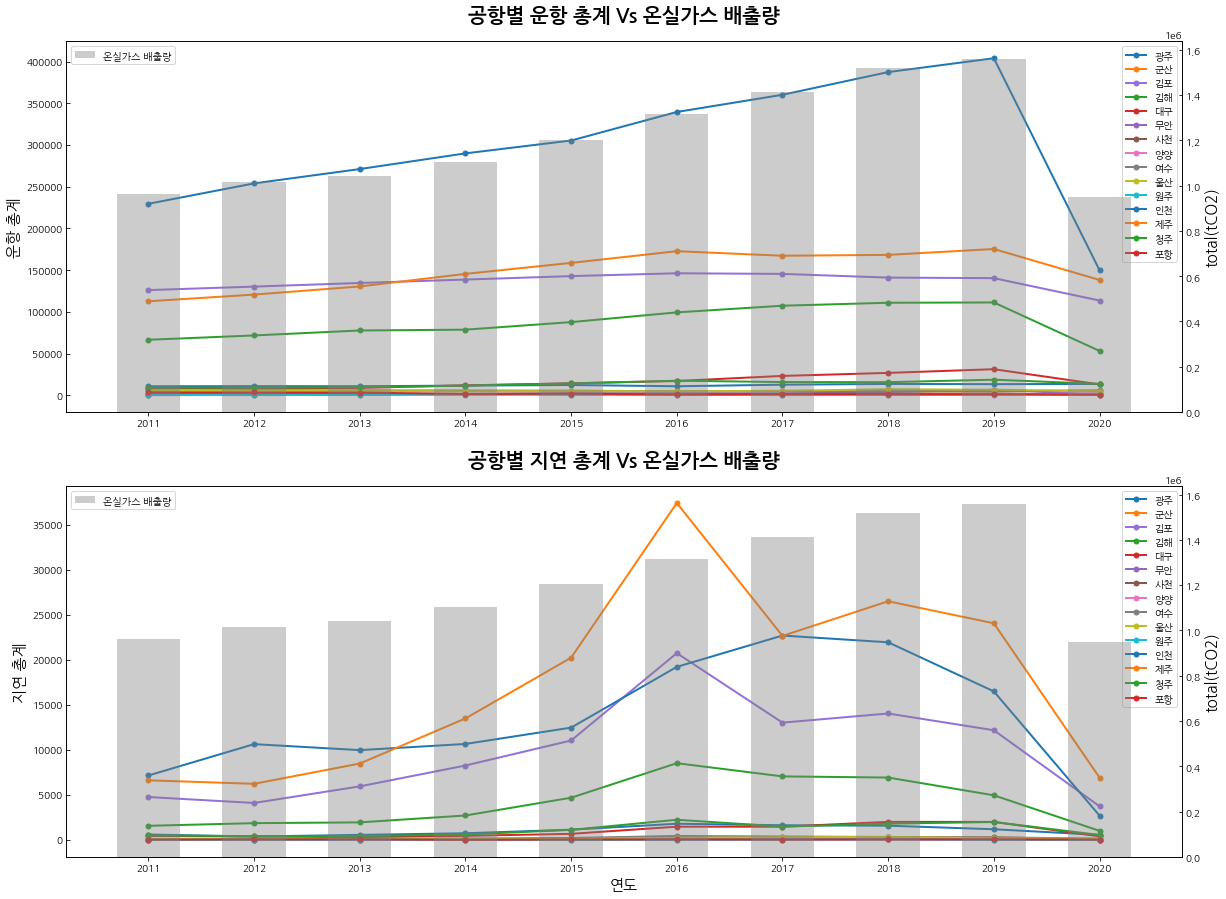 공항별 운항 총계 Vs 온실가스 배출량
1e6
온실가스 배출량
광주
군산
김포
김해
대구
무안
사천
양양
여수
울산
원주
인천
제주
청주
포항
400000
350000
300000
250000
200000
150000
100000
50000
0
운항 총계
1.6
1.4
1.2
1.0
0.8
0.6
0.4
0.2
0.0
total(tCO2)
2011 2012 2013 2014 2015 2016 2017 2018 2019 2020
공항별 지연 총계 Vs 온실가스 배출량
1e6
온실가스 배출량
광주
군산
김포
김해
대구
무안
사천
양양
여수
울산
원주
인천
제주
청주
포항
35000
30000
25000
20000
15000
10000
5000
0
지연 총계
1.6
1.4
1.2
1.0
0.8
0.6
0.4
0.2
0.0
total(tCO2)
2011 2012 2013 2014 2015 2016 2017 2018 2019 2020
연도